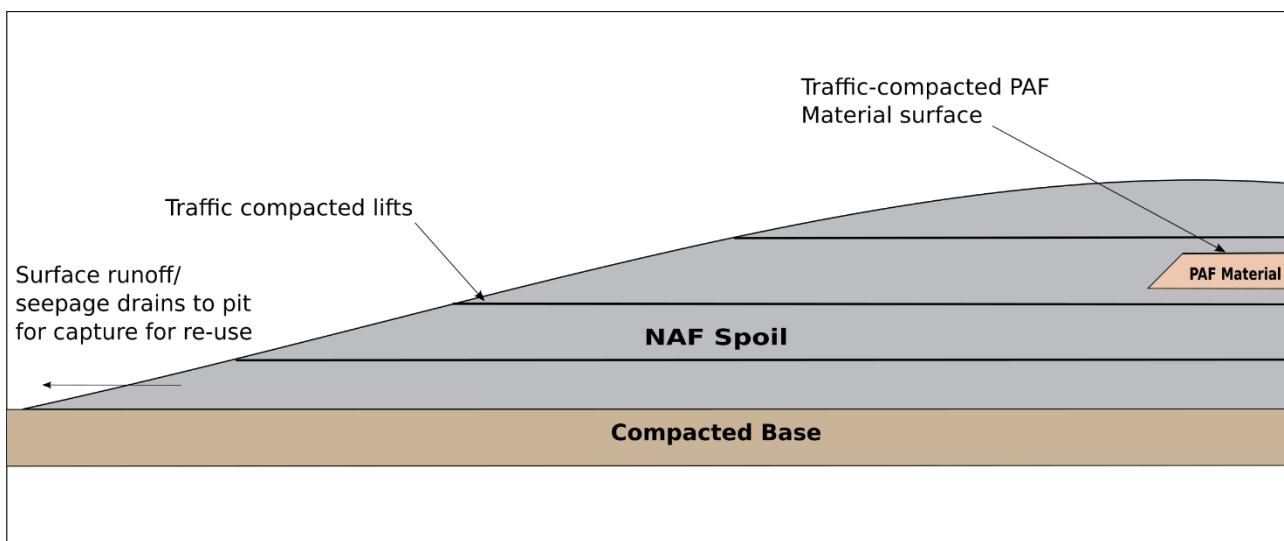 Traffic-compacted PAF
Material surface
Traffic compacted lifts
Surface runoff/
seepage drains to pit
for capture for re-use
PAF Material
NAF Spoil
Compacted Base